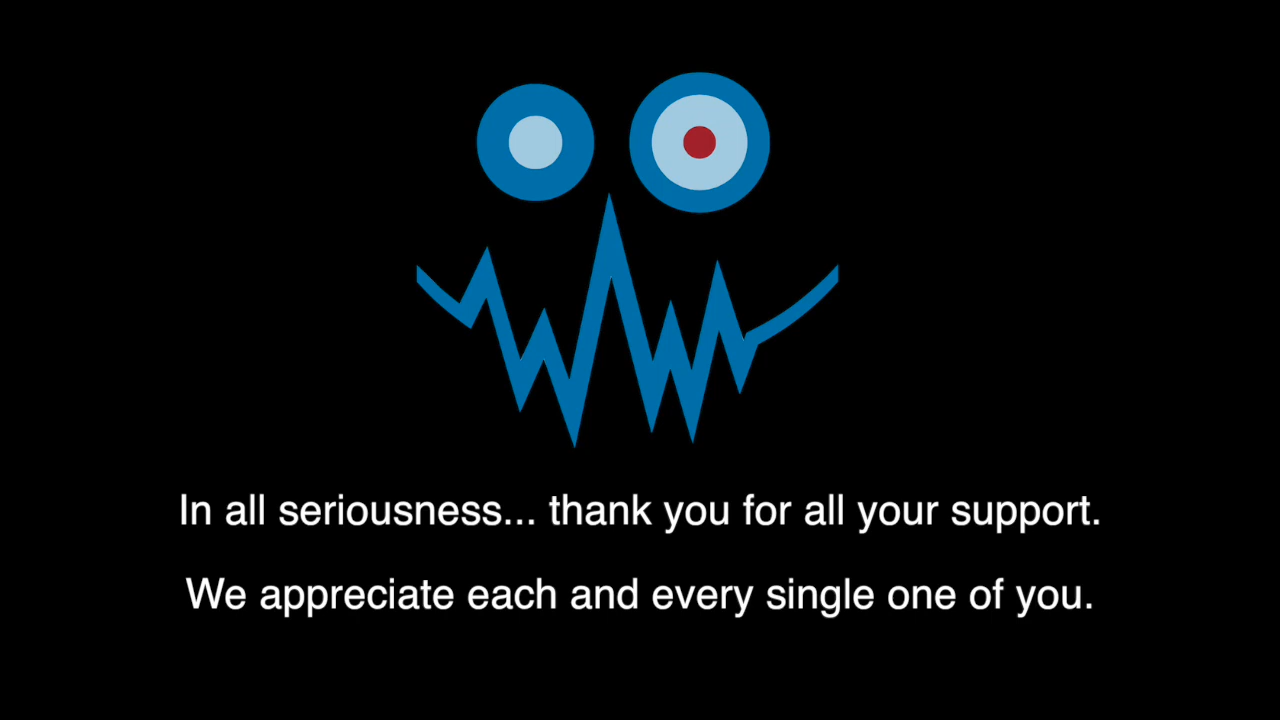 In all seriousness... thank you for all your support.
We appreciate each and every single one of you.